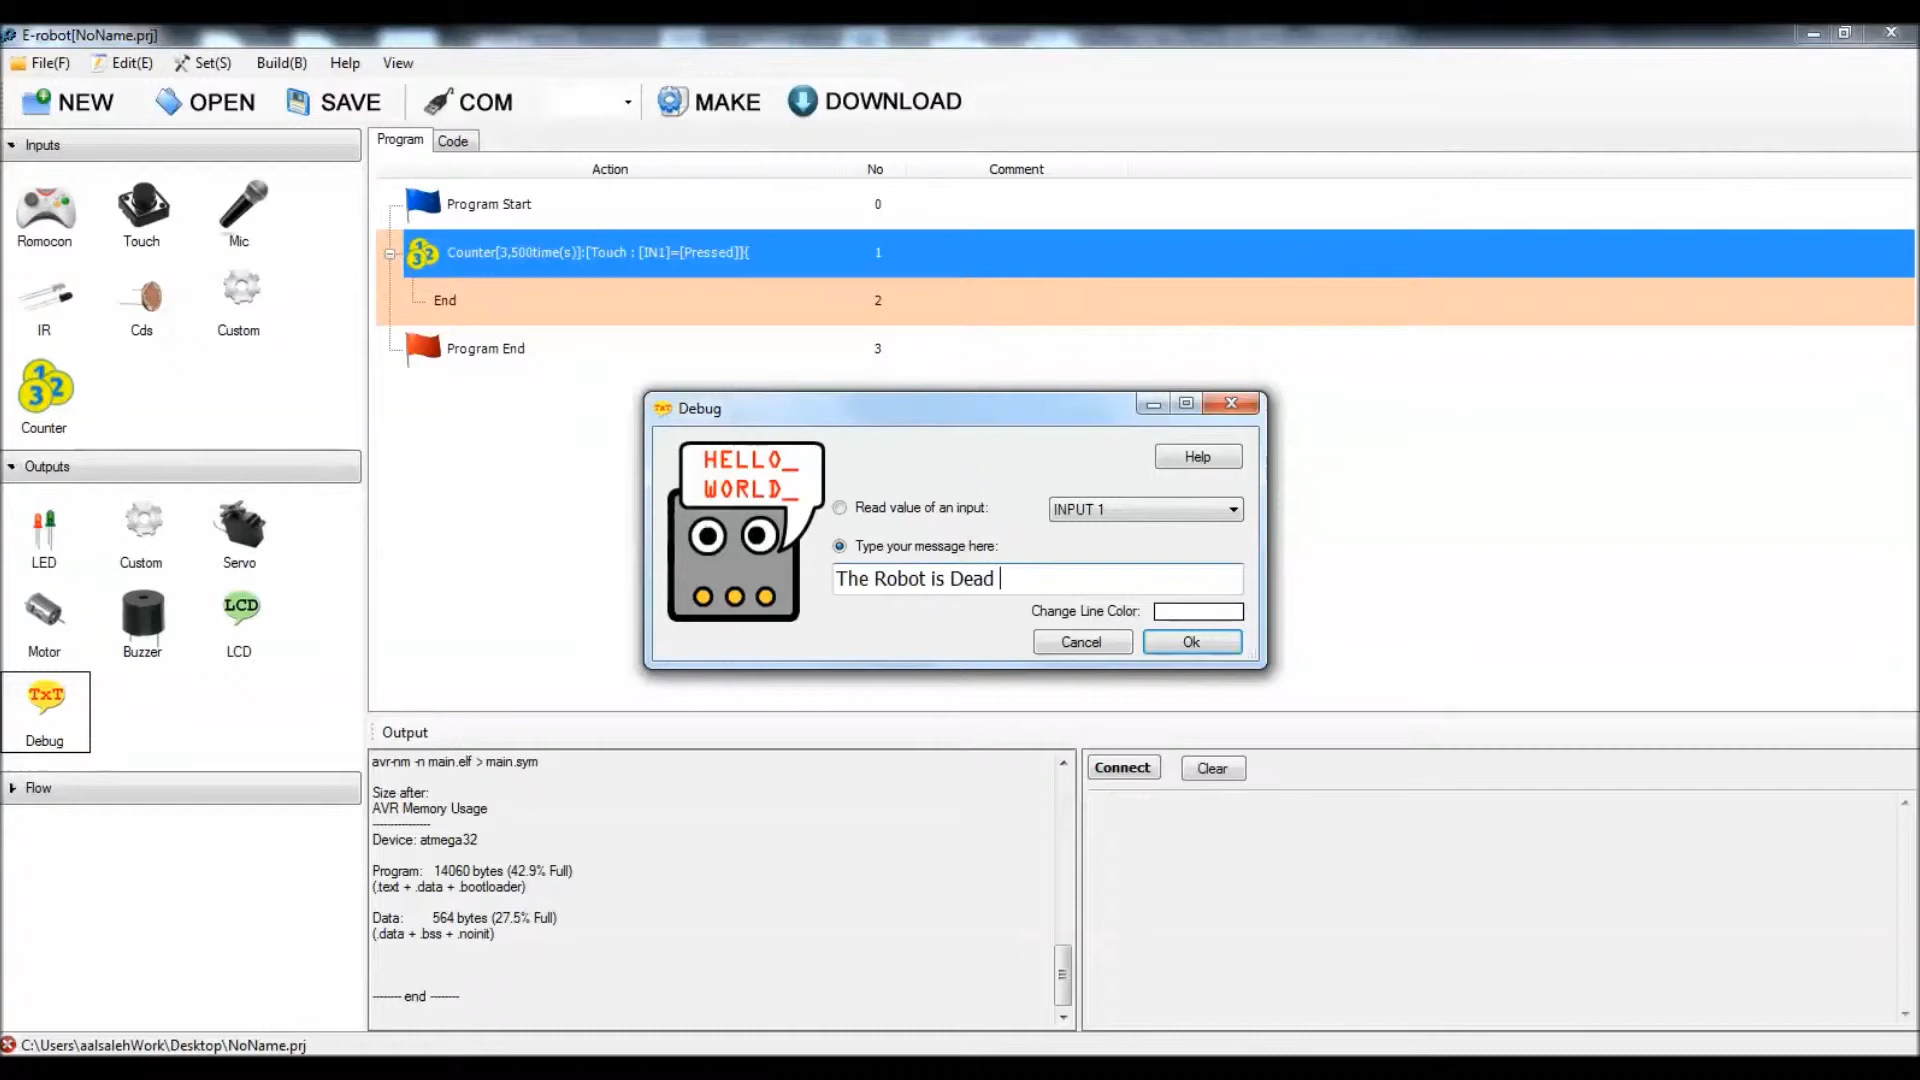 E-robot[NoName.prj]
File(F) Edit(E) Set(S) Build(B) Help View
NEW OPEN SAVE COM MAKE DOWNLOAD
Inputs
Romocon Touch Mic
IR Cds Custom
Counter
Outputs
LED Custom Servo
Motor Buzzer LCD
LCD
TxT
Debug
Flow
Program Code
Action No Comment
Program Start 0
Counter[3,500time(s)]:[Touch : [IN1]=[Pressed]]{ 1
End 2
Program End 3
TxT Debug
HELLO_
WORLD_
Help
Read value of an input: INPUT 1
Type your message here:
The Robot is Dead
Change Line Color:
Cancel Ok
Output
avr-nm -n main.elf > main.sym
Size after:
AVR Memory Usage
----------------
Device: atmega32
Program: 14060 bytes (42.9% Full)
(.text + .data + .bootloader)
Data: 564 bytes (27.5% Full)
(.data + .bss + .noinit)
-------- end --------
Connect Clear
C:\Users\aalsalehWork\Desktop\NoName.prj